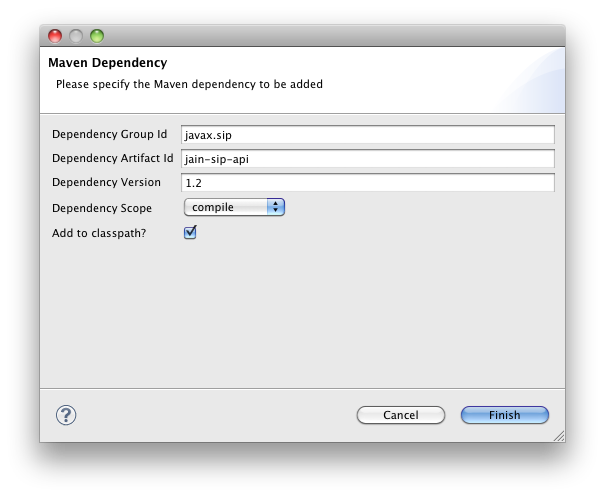 Maven Dependency
Please specify the Maven dependency to be added
Dependency Group Id javax.sip
Dependency Artifact Id jain-sip-api
Dependency Version 1.2
Dependency Scope compile
Add to classpath?
? Cancel Finish